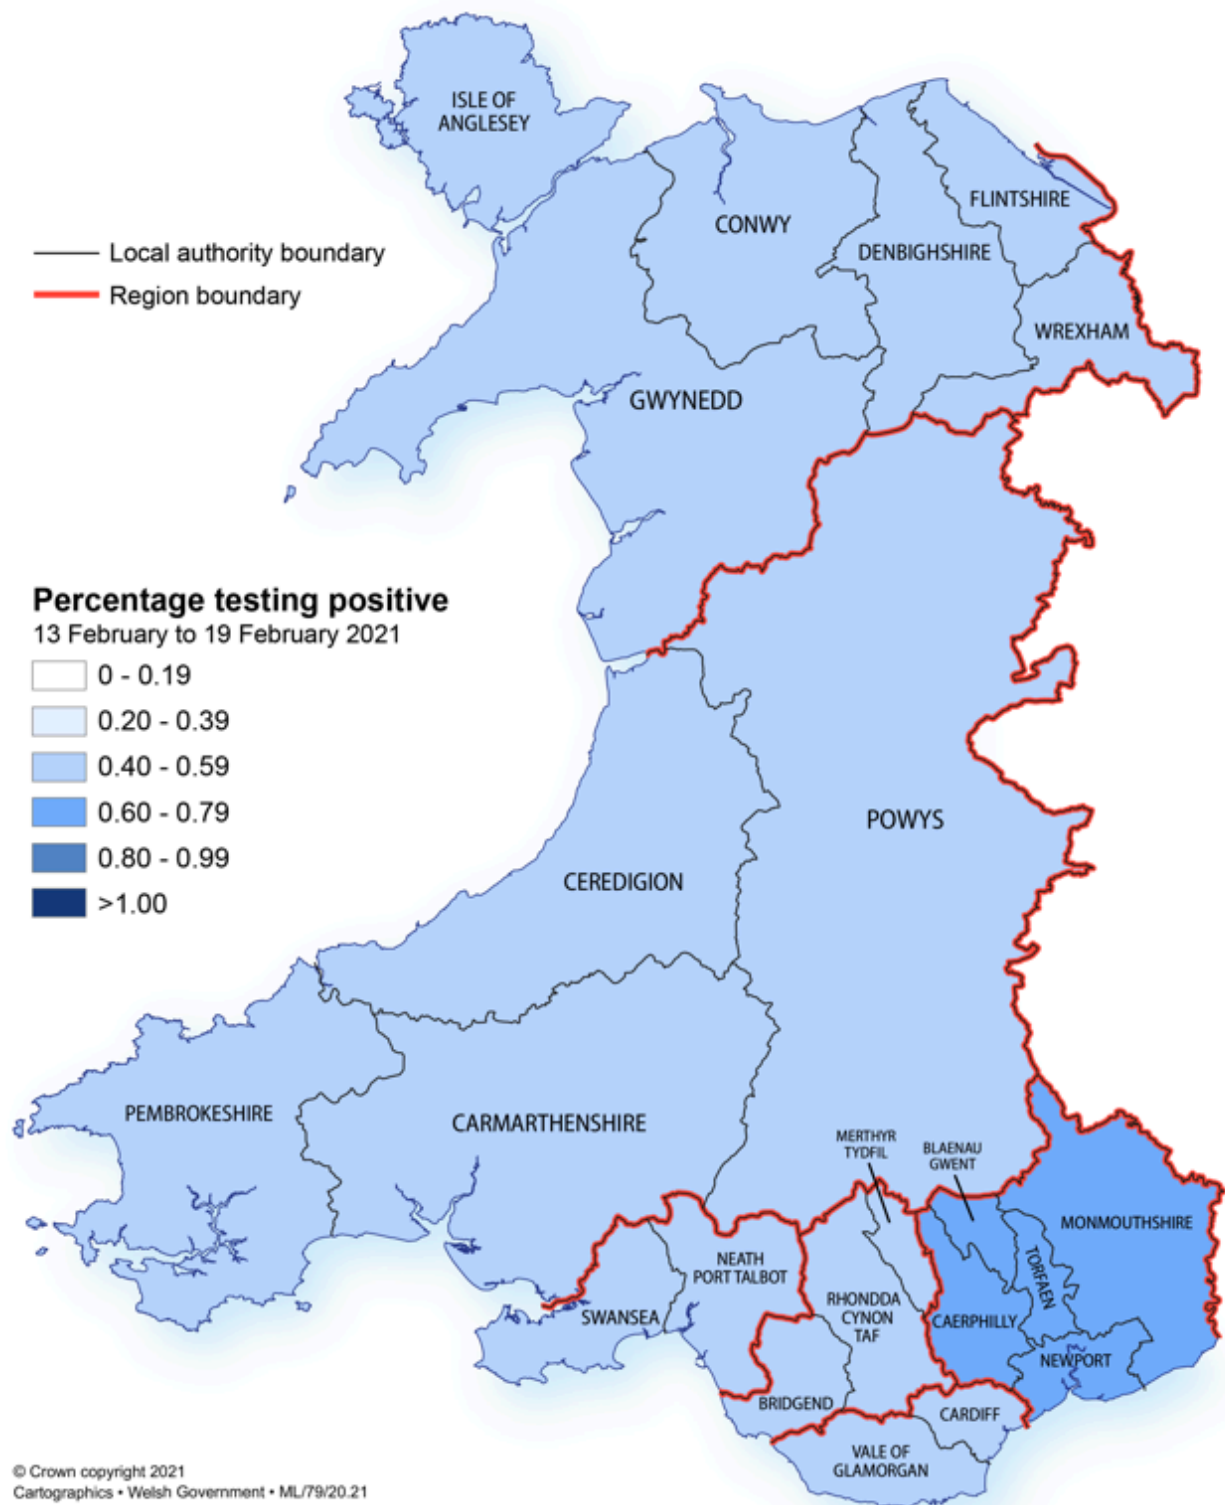 ISLE OF
ANGLESEY
FLINTSHIRE
CONWY
DENBIGHSHIRE
Local authority boundary
Region boundary
WREXHAM
GWYNEDD
Percentage testing positive
13 February to 19 February 2021
0 - 0.19
0.20 - 0.39
0.40 - 0.59
0.60 - 0.79
0.80 - 0.99
>1.00
POWYS
CEREDIGION
PEMBROKESHIRE
CARMARTHENSHIRE
MERTHYR
TYDFIL
BLAENAU
GWENT
MONMOUTHSHIRE
NEATH
PORT TALBOT
TORFAEN
SWANSEA
RHONDDA
CYNON
TAF
CAERPHILLY
NEWPORT
BRIDGEND
CARDIFF
VALE OF
GLAMORGAN
© Crown copyright 2021
Cartographics • Welsh Government • ML/79/20.21